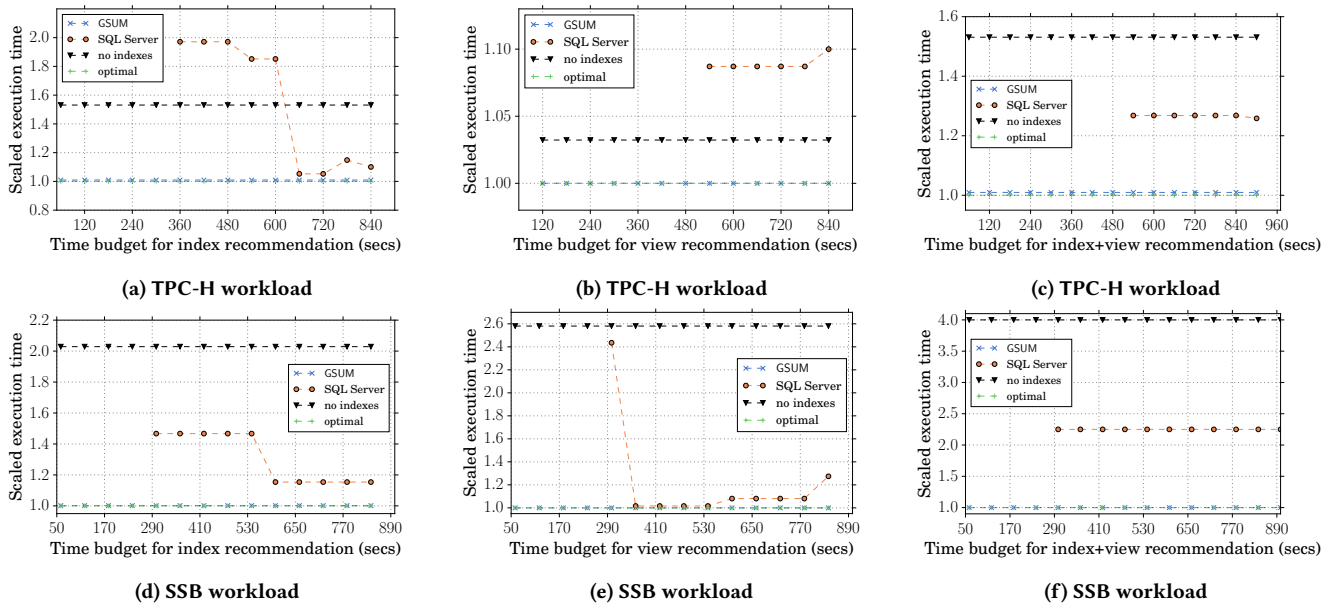 Scaled execution time
2.0
1.8
1.6
1.4
1.2
1.0
0.8
GSUM
SQL Server
no indexes
optimal
120 240 360 480 600 720 840
Time budget for index recommendation (secs)
(a) TPC-H workload
Scaled execution time
1.10
1.05
1.00
GSUM
SQL Server
no indexes
optimal
120 240 360 480 600 720 840
Time budget for view recommendation (secs)
(b) TPC-H workload
Scaled execution time
1.6
1.4
1.2
1.0
GSUM
SQL Server
no indexes
optimal
120 240 360 480 600 720 840 960
Time budget for index+view recommendation (secs)
(c) TPC-H workload
Scaled execution time
2.2
2.0
1.8
1.6
1.4
1.2
1.0
GSUM
SQL Server
no indexes
optimal
50 170 290 410 530 650 770 890
Time budget for index recommendation (secs)
(d) SSB workload
Scaled execution time
2.6
2.4
2.2
2.0
1.8
1.6
1.4
1.2
1.0
GSUM
SQL Server
no indexes
optimal
50 170 290 410 530 650 770 890
Time budget for view recommendation (secs)
(e) SSB workload
Scaled execution time
4.0
3.5
3.0
2.5
2.0
1.5
1.0
GSUM
SQL Server
no indexes
optimal
50 170 290 410 530 650 770 890
Time budget for index+view recommendation (secs)
(f) SSB workload